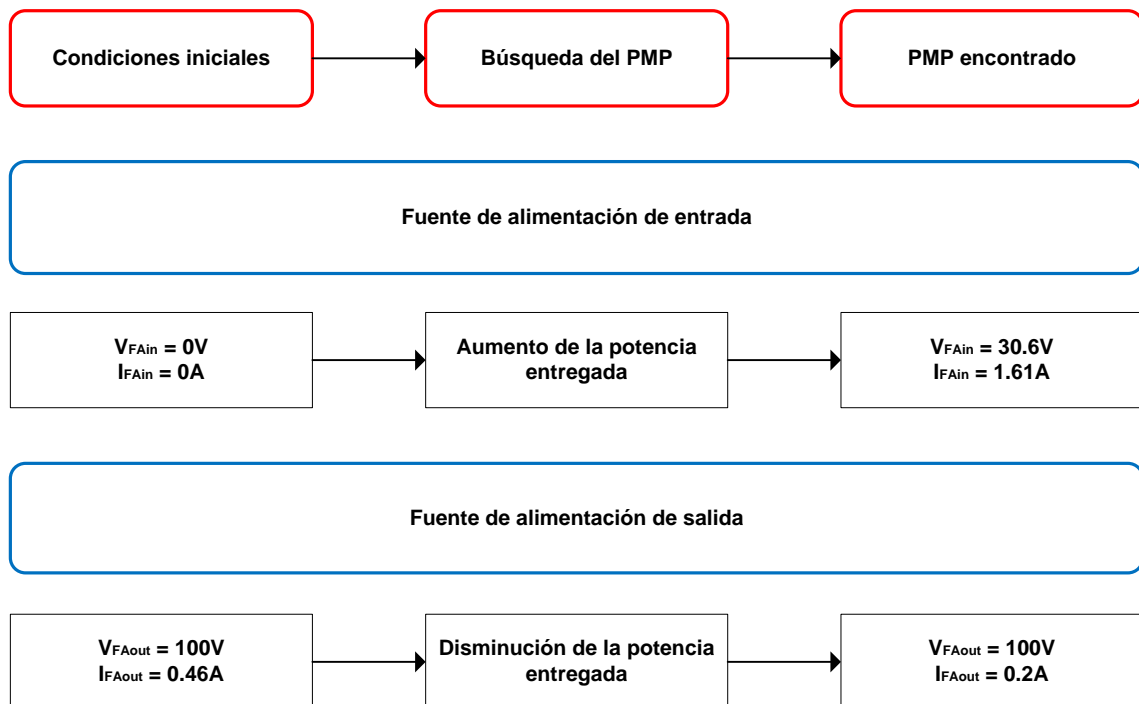 Condiciones iniciales
Búsqueda del PMP
PMP encontrado
Fuente de alimentación de entrada
VFAin = 0V
IFAin = 0A
Aumento de la potencia
entregada
VFAin = 30.6V
IFAin = 1.61A
Fuente de alimentación de salida
VFAout = 100V
IFAout = 0.46A
Disminución de la potencia
entregada
VFAout = 100V
IFAout = 0.2A